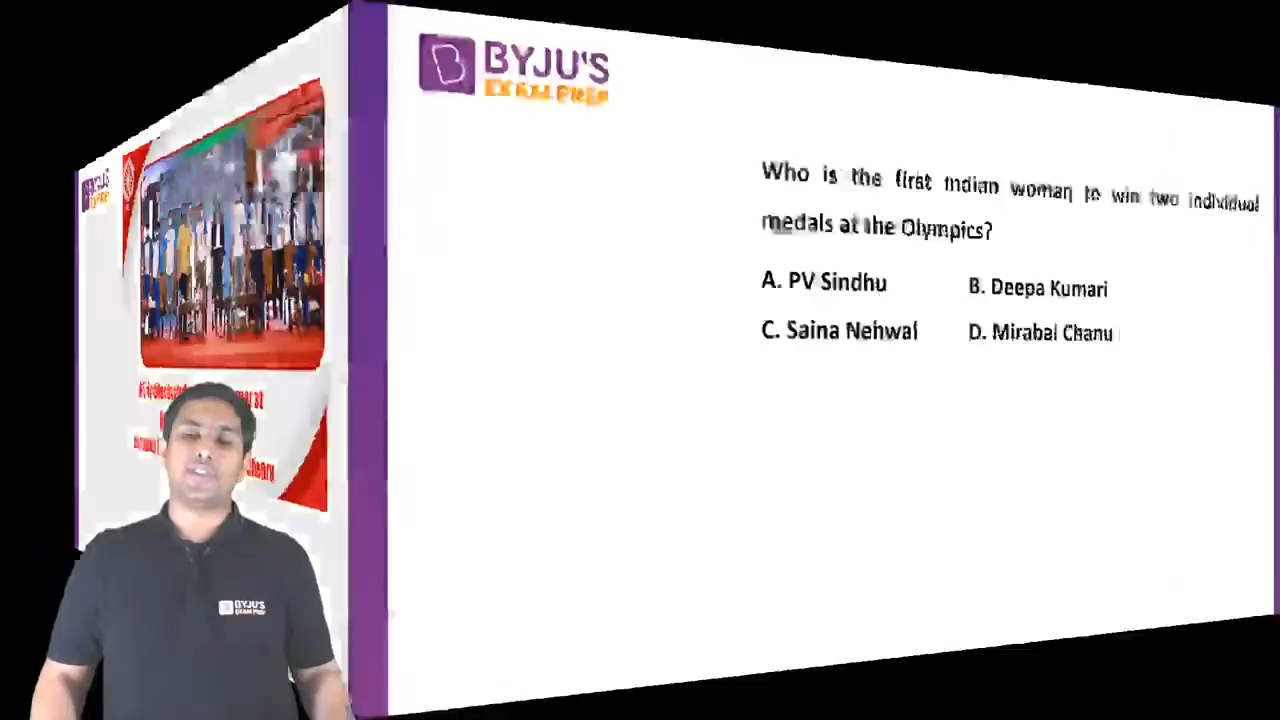 BYJU'S
EXAM PREP
Who is the first Indian woman to win two individual
medals at the Olympics?
A. PV Sindhu
B. Deepa Kumari
C. Saina Nehwal
D. Mirabai Chanu
BYJU'S
BYJU'S
EXAM PREP